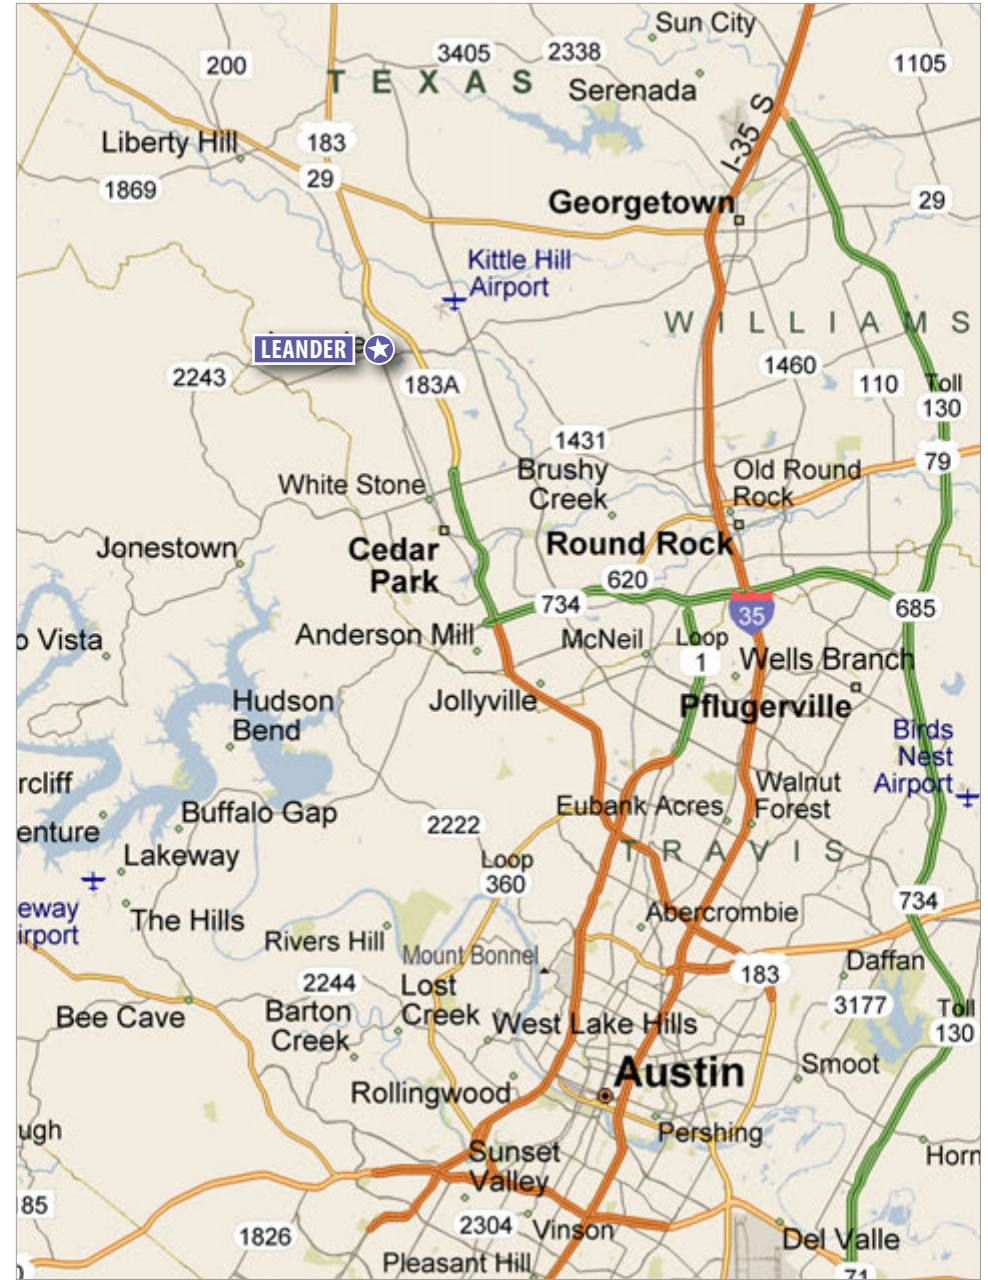 Sun City
3405
2338
200
1105
TEXAS
Serenada
I-35 S
Liberty Hill
183
29
1869
Georgetown
29
Kittle Hill
Airport
WILLIAMS
LEANDER
2243
183A
1460
110
Toll
130
1431
79
Brushy
Creek
Old Round
Rock
White Stone
Jonestown
Cedar
Park
Round Rock
620
734
35
685
Anderson Mill
McNeil
Loop
1
o Vista
Wells Branch
Jollyville
Pflugerville
Hudson
Bend
Birds
Nest
Airport
rcliff
Walnut
Forest
Eubank Acres
Buffalo Gap
enture
2222
Lakeway
TRAVIS
Loop
360
734
eway
irport
The Hills
Abercrombie
Rivers Hill
Mount Bonnel
Daffan
183
2244
Lost
Creek
3177
Toll
130
Bee Cave
Barton
Creek
West Lake Hills
Austin
Smoot
Rollingwood
ugh
Pershing
Horn
Sunset
Valley
85
2304
Vinson
1826
Del Valle
Pleasant Hill
71